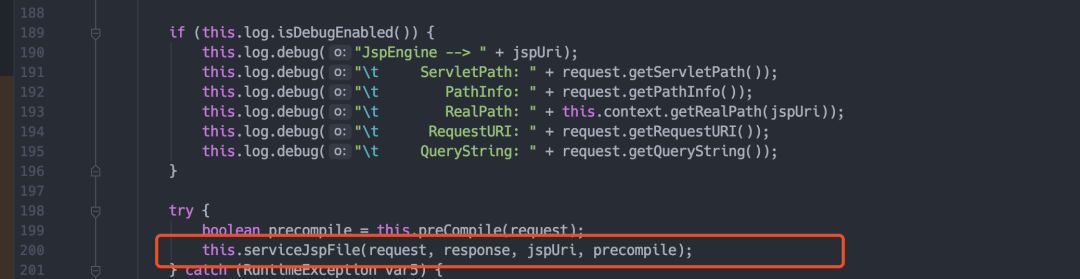 188
189 if (this.log.isDebugEnabled()) {
190 this.log.debug( o: "JspEngine --> " + jspUri);
191 this.log.debug( o: "\t     ServletPath: " + request.getServletPath());
192 this.log.debug( o: "\t        PathInfo: " + request.getPathInfo());
193 this.log.debug( o: "\t        RealPath: " + this.context.getRealPath(jspUri));
194 this.log.debug( o: "\t      RequestURI: " + request.getRequestURI());
195 this.log.debug( o: "\t     QueryString: " + request.getQueryString());
196 }
197
198 try {
199 boolean precompile = this.preCompile(request);
200 this.serviceJspFile(request, response, jspUri, precompile);
201 } catch (RuntimeException var5) {